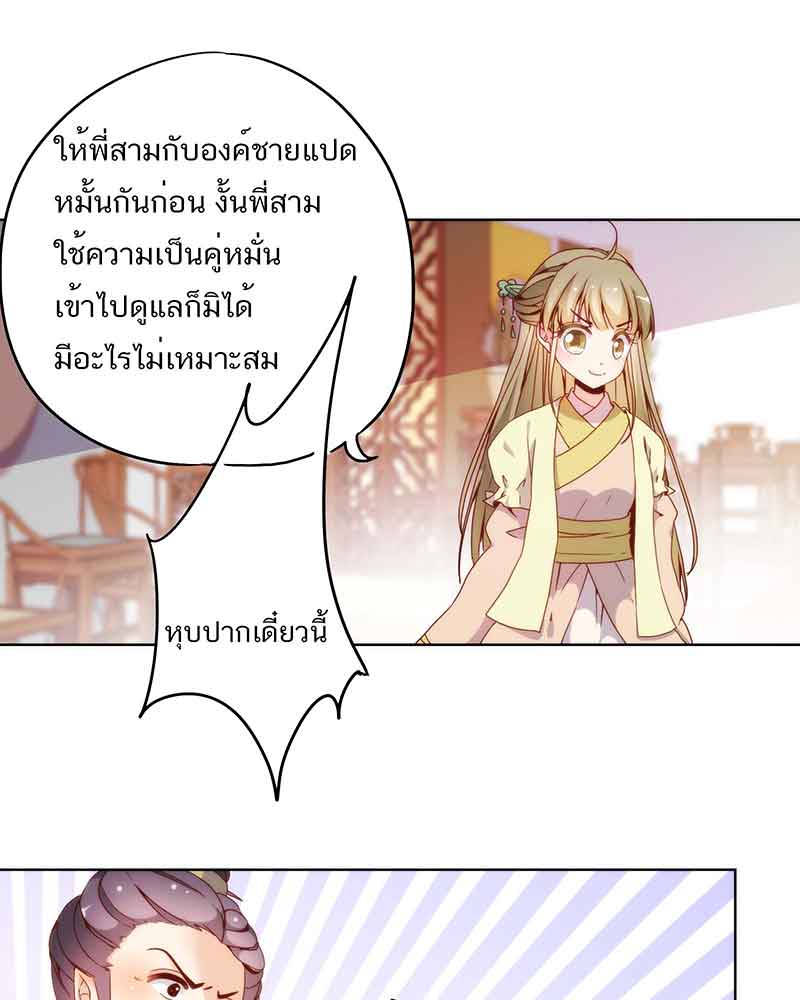 ให้พี่สามกับองค์ชายแปด
หมั้นกันก่อน งั้นพี่สาม
ใช้ความเป็นคู่หมั่น
เข้าไปดูแลก็มิได้
มีอะไรไม่เหมาะสม
หุบปากเดี๋ยวนี้